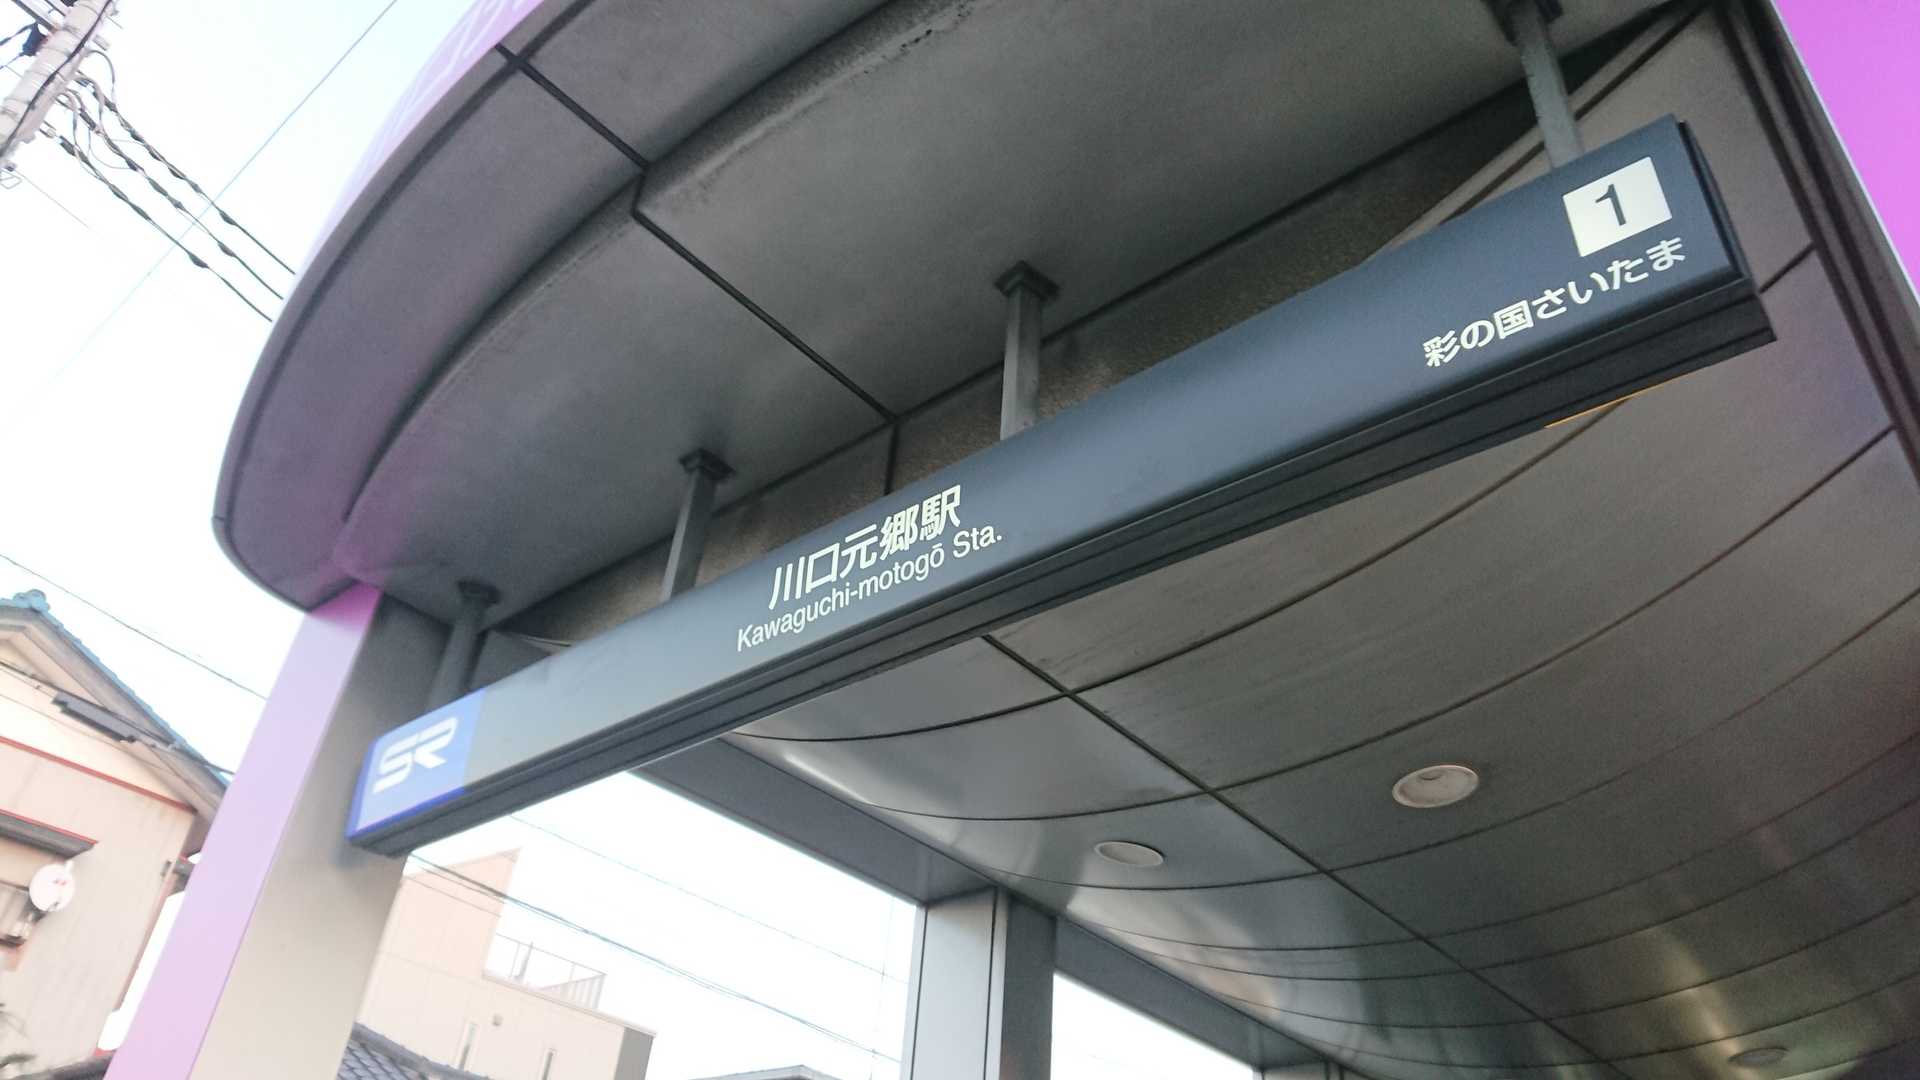 SR
川口元郷駅
Kawaguchi-motogō Sta.
1
彩の国さいたま